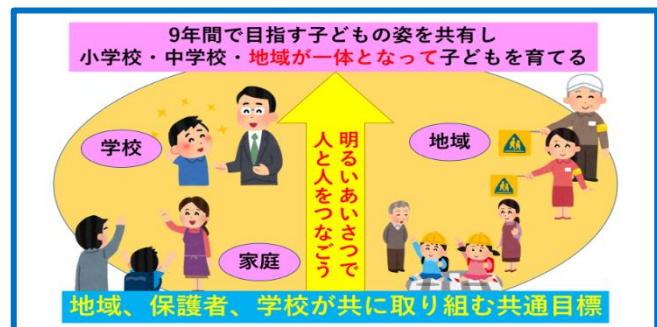 9年間で目指す子どもの姿を共有し
小学校・中学校・地域が一体となって子どもを育てる
学校
明るいあいさつで
人と人をつなごう
地域
家庭
地域、保護者、学校が共に取り組む共通目標